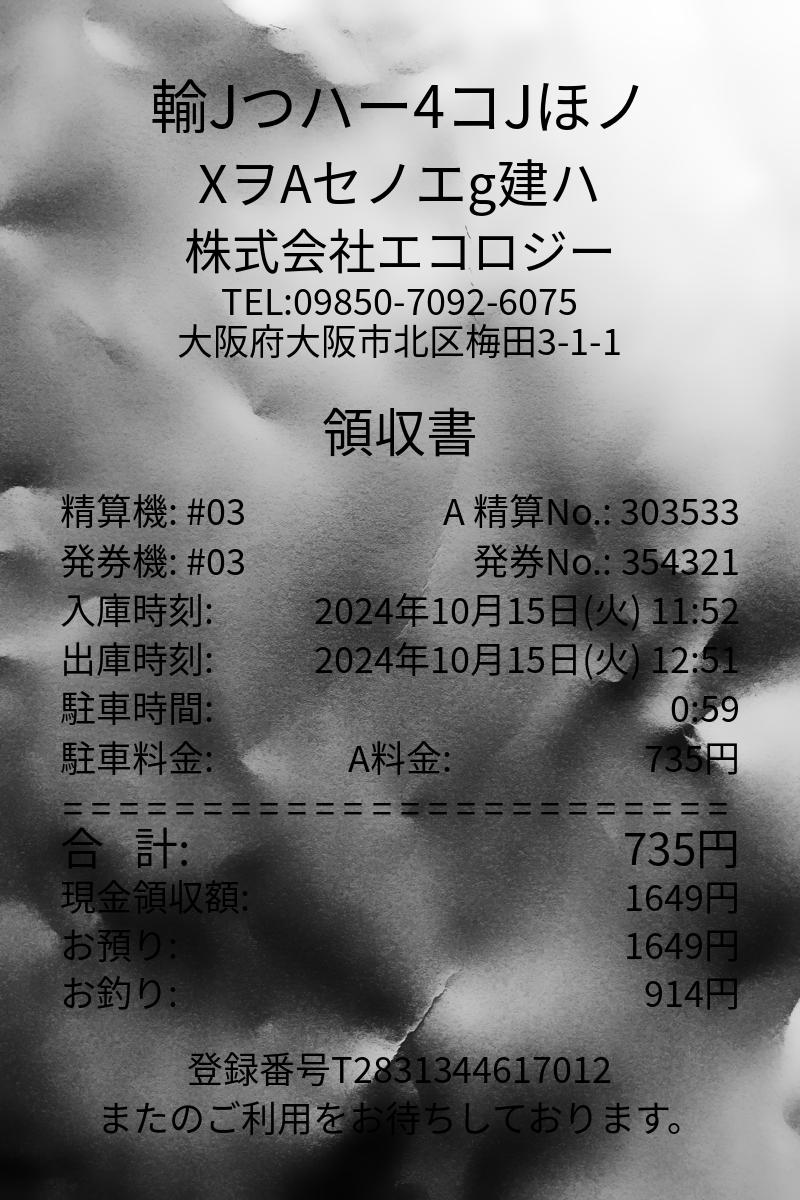 輸Jつハー4コJほノ
XヲAセノエg建ハ
株式会社エコロジー
TEL:09850-7092-6075
大阪府大阪市北区梅田3-1-1
領収書
精算機: #03 A 精算No.: 303533
発券機: #03 発券No.: 354321
入庫時刻: 2024年10月15日(火) 11:52
出庫時刻: 2024年10月15日(火) 12:51
駐車時間: 0:59
駐車料金: A料金: 735円
========================
合 計: 735円
現金領収額: 1649円
お預り: 1649円
お釣り: 914円
登録番号T2831344617012
またのご利用をお待ちしております。